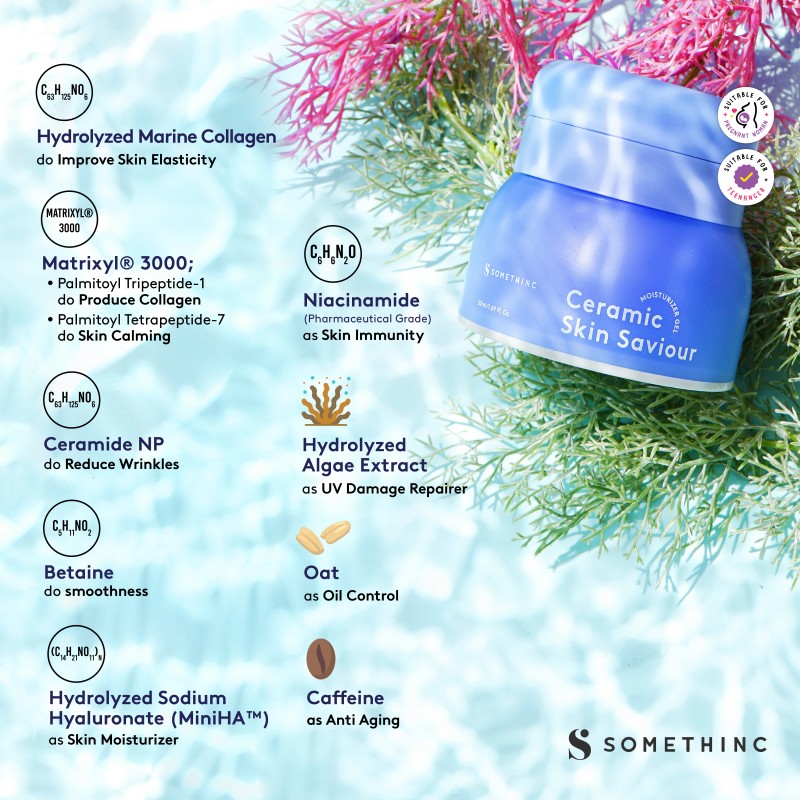 C63H125NO6
Hydrolyzed Marine Collagen
do Improve Skin Elasticity
MATRIXYL®
3000
Matrixyl® 3000;
• Palmitoyl Tripeptide-1
do Produce Collagen
• Palmitoyl Tetrapeptide-7
do Skin Calming
C63H125NO6
Ceramide NP
do Reduce Wrinkles
C5H11NO2
Betaine
do smoothness
(C14H21NO11)N
Hydrolyzed Sodium
Hyaluronate (MiniHA™)
as Skin Moisturizer
C6H6N2O
Niacinamide
(Pharmaceutical Grade)
as Skin Immunity
Hydrolyzed
Algae Extract
as UV Damage Repairer
Oat
as Oil Control
Caffeine
as Anti Aging
SUITABLE FOR
PREGNANT WOMAN
SUITABLE FOR
TEENANGER
SOMETHINC
Ceramic
Skin Saviour
MOISTURIZER GEL
SOMETHINC